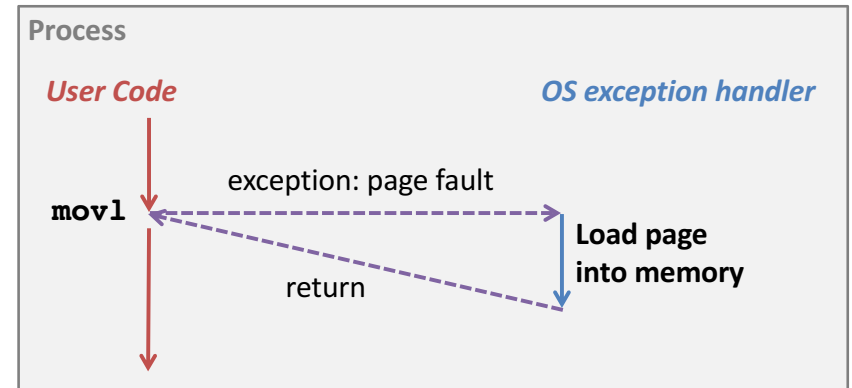 Process
User Code
OS exception handler
exception: page fault
movl
Load page
into memory
return